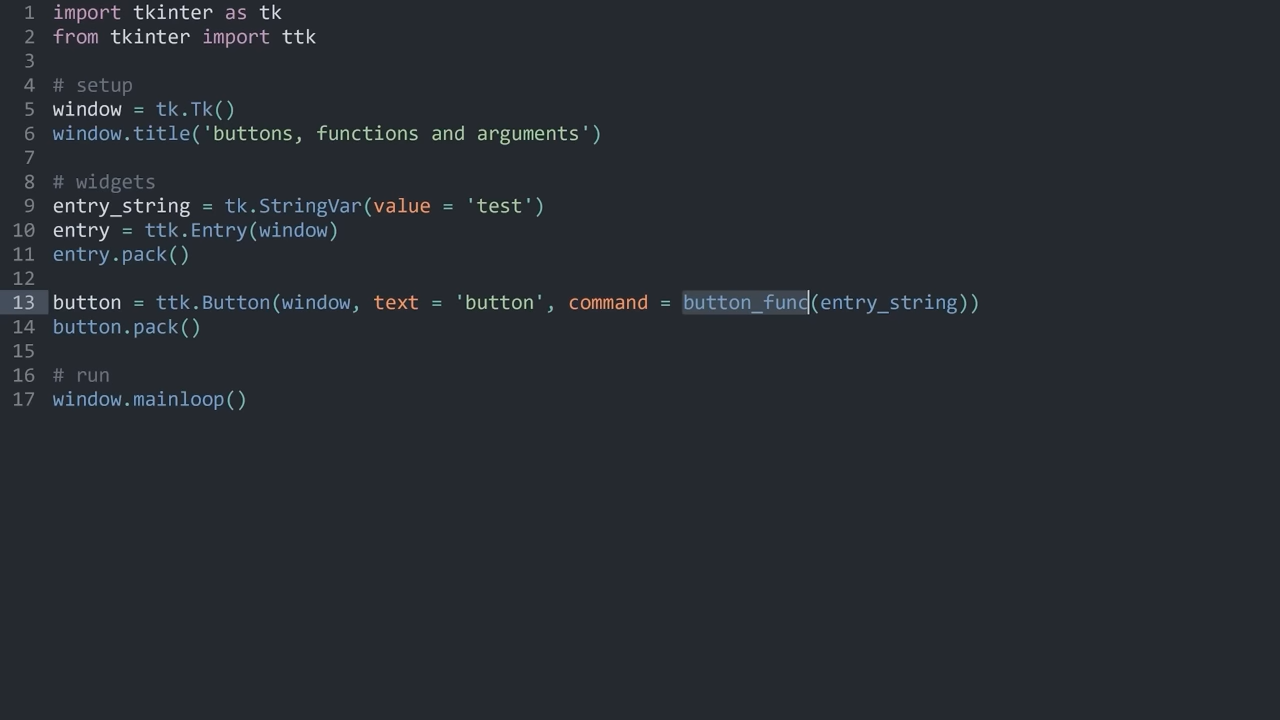 1 import tkinter as tk
2 from tkinter import ttk
3
4 # setup
5 window = tk.Tk()
6 window.title('buttons, functions and arguments')
7
8 # widgets
9 entry_string = tk.StringVar(value = 'test')
10 entry = ttk.Entry(window)
11 entry.pack()
12
13 button = ttk.Button(window, text = 'button', command = button_func(entry_string))
14 button.pack()
15
16 # run
17 window.mainloop()